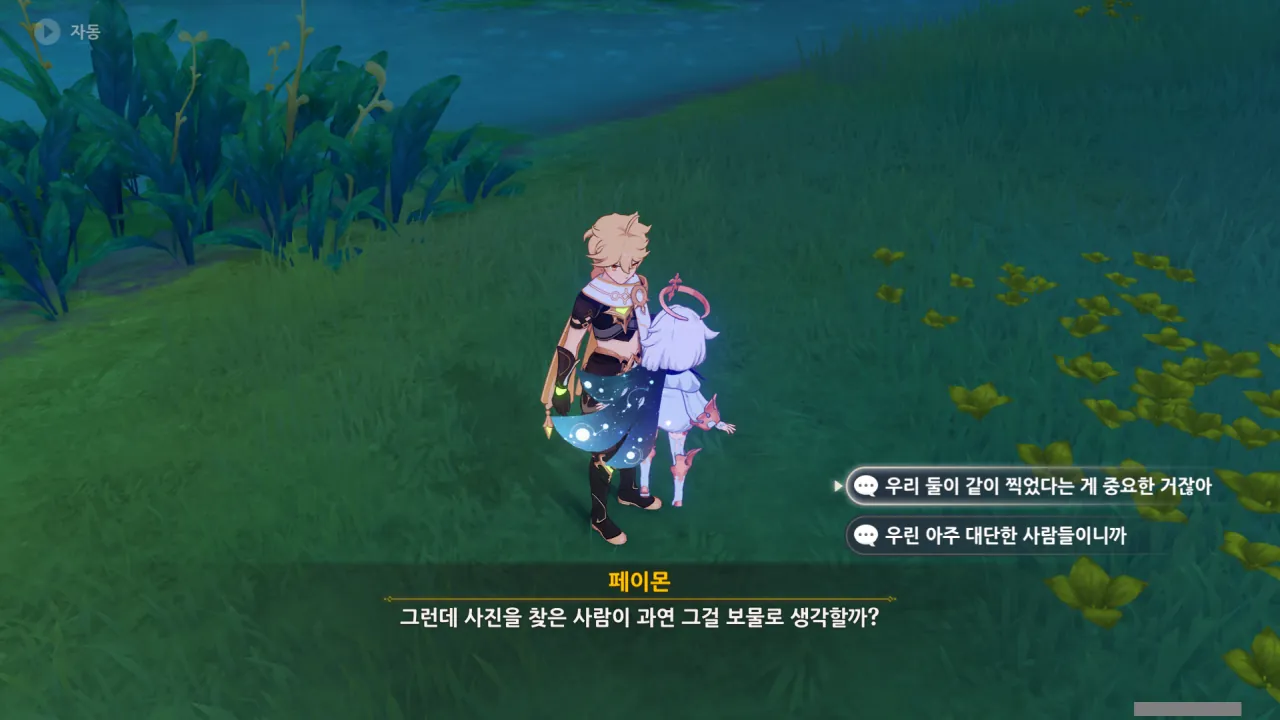 자동
우리 둘이 같이 찍었다는 게 중요한 거잖아
우린 아주 대단한 사람들이니까
페이몬
그런데 사진을 찾은 사람이 과연 그걸 보물로 생각할까?